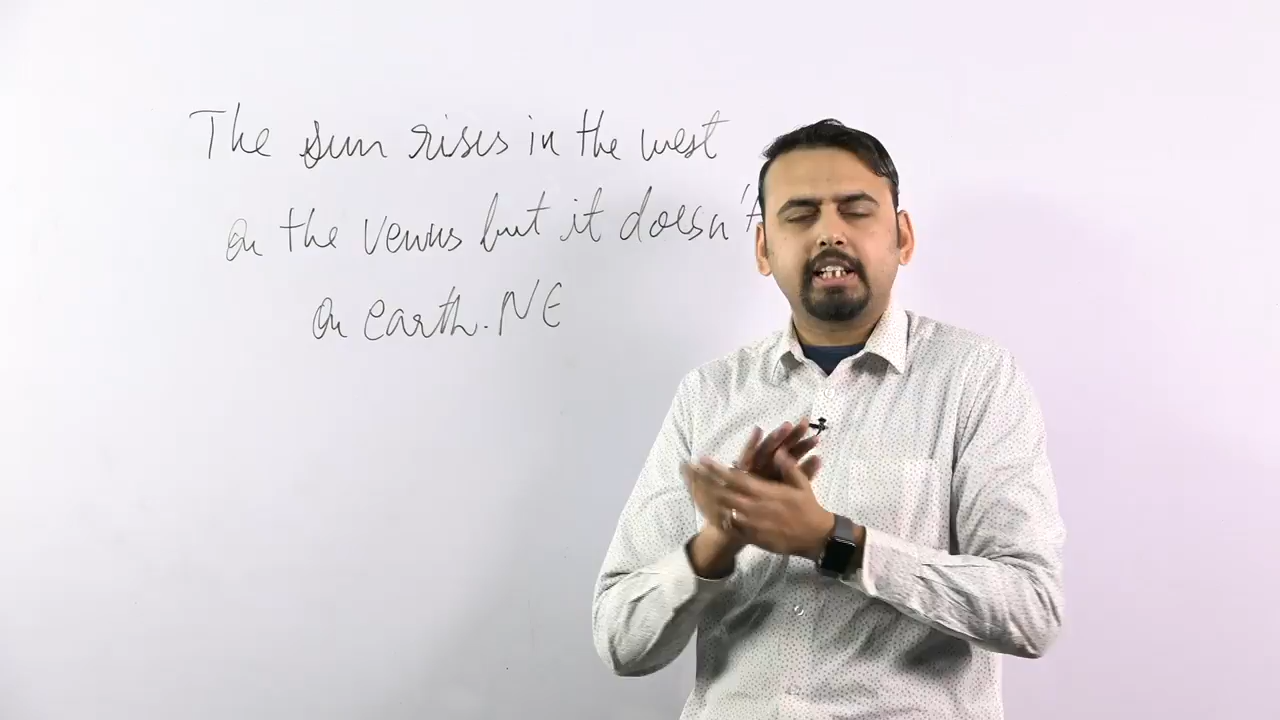 The sun rises in the west
on the venus but it doesn't
on earth. NE